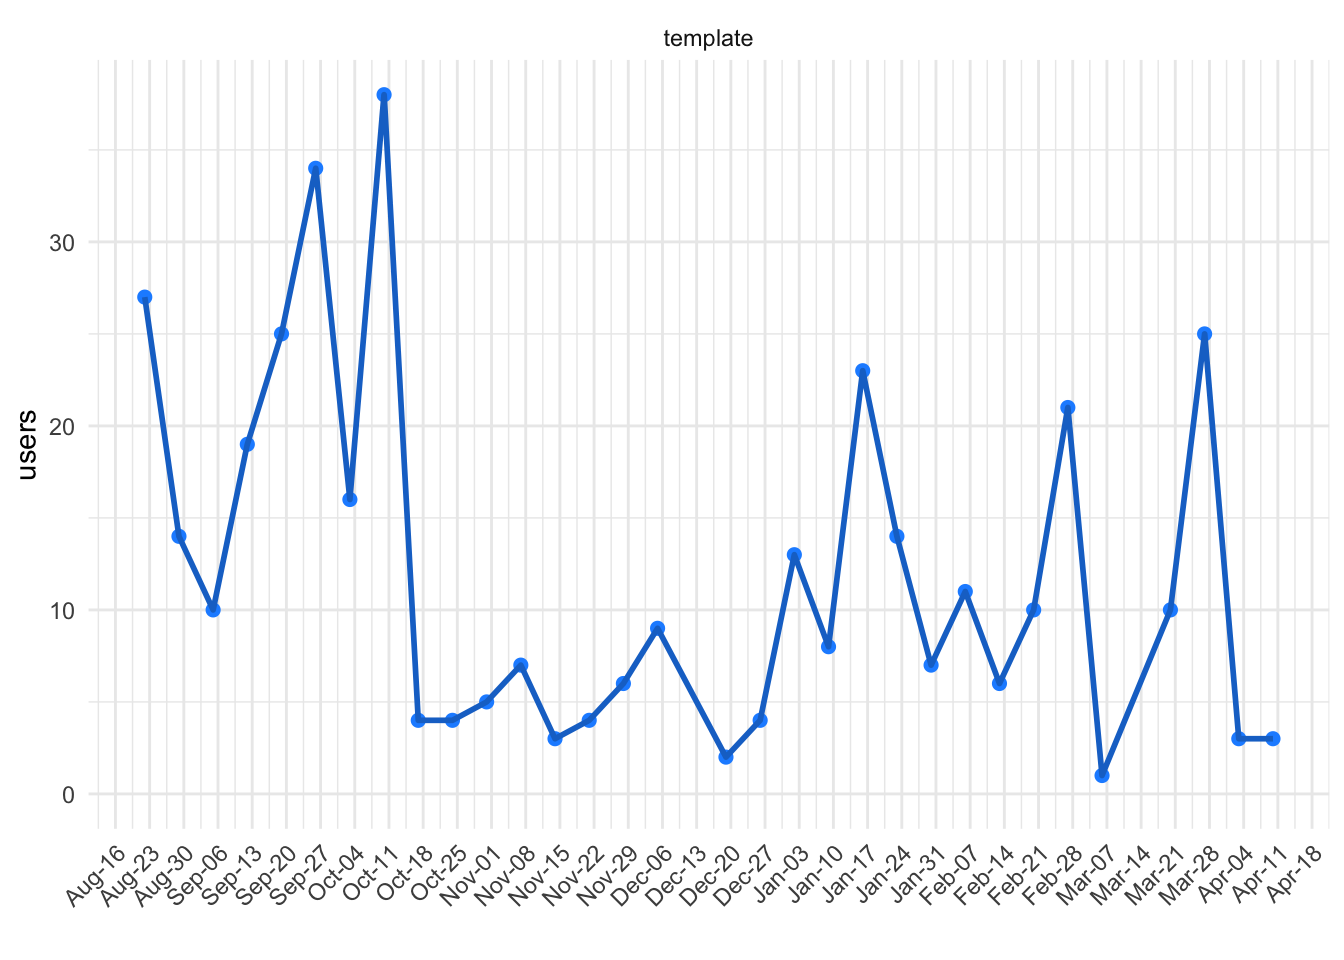 template
users
30
20
10
0
Aug-16
Aug-23
Aug-30
Sep-06
Sep-13
Sep-20
Sep-27
Oct-04
Oct-11
Oct-18
Oct-25
Nov-01
Nov-08
Nov-15
Nov-22
Nov-29
Dec-06
Dec-13
Dec-20
Dec-27
Jan-03
Jan-10
Jan-17
Jan-24
Jan-31
Feb-07
Feb-14
Feb-21
Feb-28
Mar-07
Mar-14
Mar-21
Mar-28
Apr-04
Apr-11
Apr-18